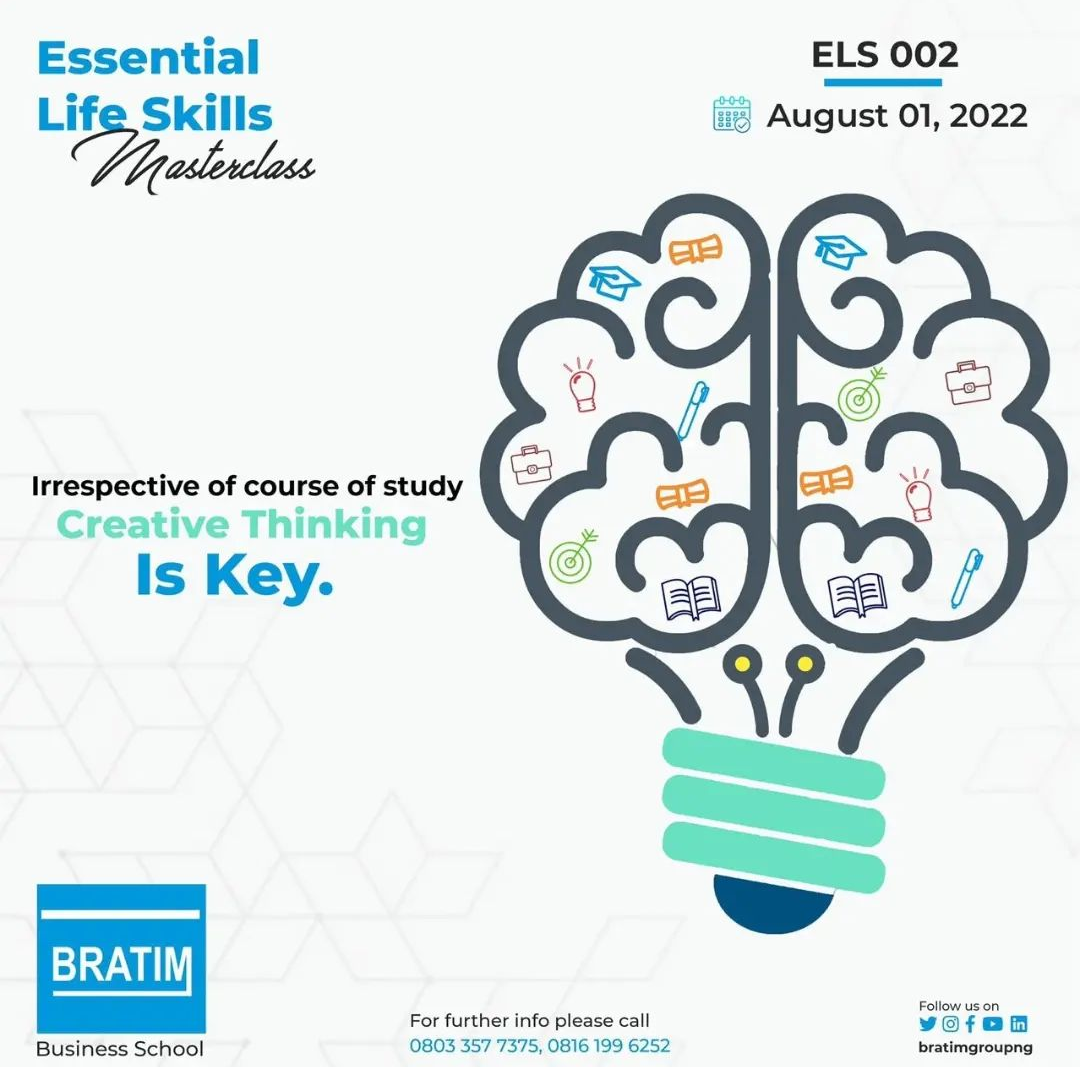 Essential
Life Skills
Masterclass
ELS 002
August 01, 2022
Irrespective of course of study
Creative Thinking
Is Key.
BRATIM
Business School
For further info please call
0803 357 7375, 0816 199 6252
Follow us on
bratimgroupng